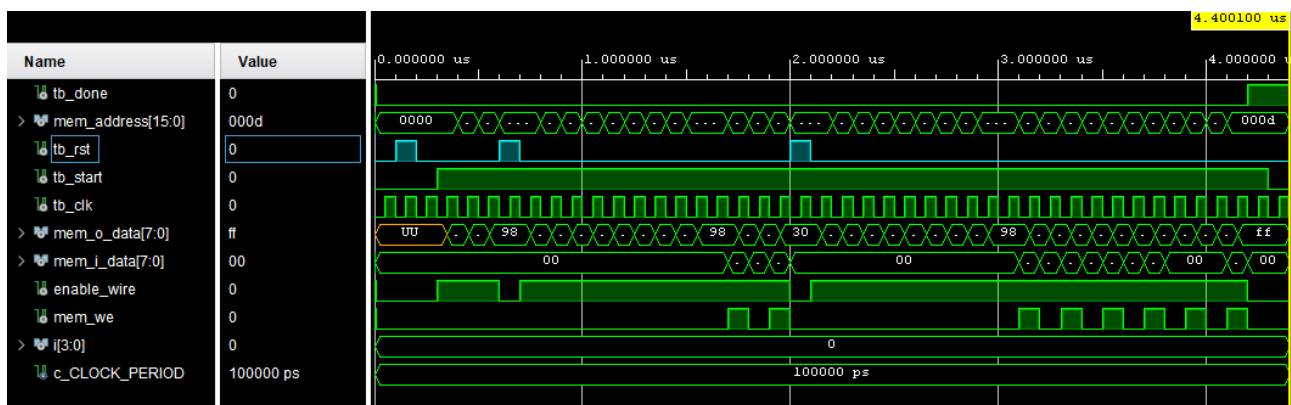 4.400100 us
Name Value 0.000000 us 1.000000 us 2.000000 us 3.000000 us 4.000000 u
tb_done 0
mem_address[15:0] 000d 0000 ... ... ... ... ... 000d
tb_rst 0
tb_start 0
tb_clk 0
mem_o_data[7:0] ff UU 98 98 30 98 ff
mem_i_data[7:0] 00 00 00 00 00
enable_wire 0
mem_we 0
i[3:0] 0 0
c_CLOCK_PERIOD 100000 ps 100000 ps